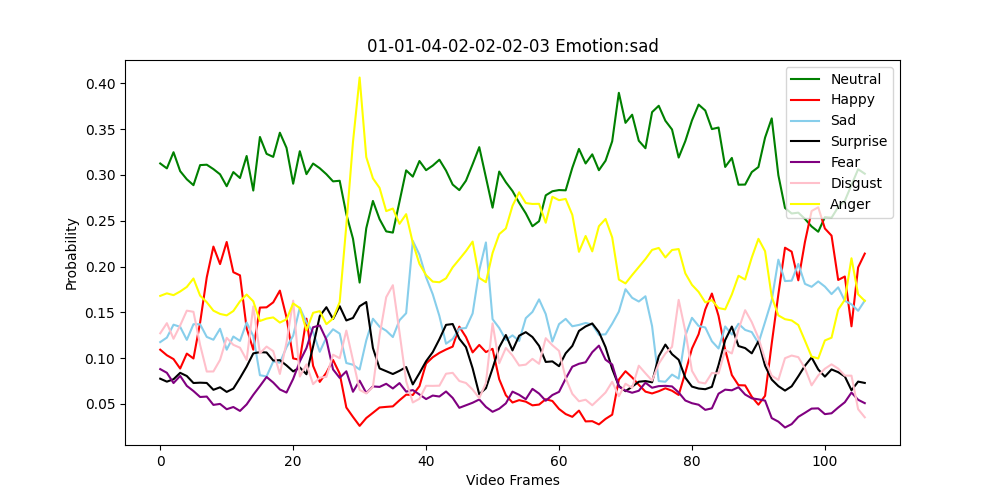 01-01-04-02-02-02-03 Emotion:sad
Neutral
Happy
Sad
Surprise
Fear
Disgust
Anger
Probability
0.40
0.35
0.30
0.25
0.20
0.15
0.10
0.05
0
20
40
60
80
100
Video Frames